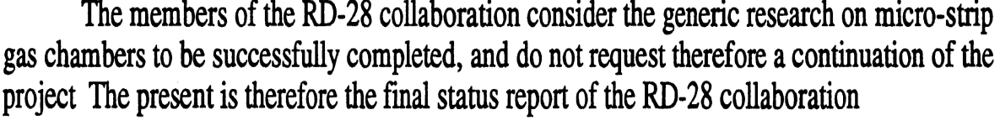 The members of the RD-28 collaboration consider the generic research on micro-strip
gas chambers to be successfully completed, and do not request therefore a continuation of the
project The present is therefore the final status report of the RD-28 collaboration